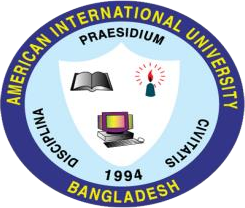 AMERICAN INTERNATIONAL UNIVERSITY
PRAESIDIUM
DISCIPLINA
CIVITATIS
1994
BANGLADESH